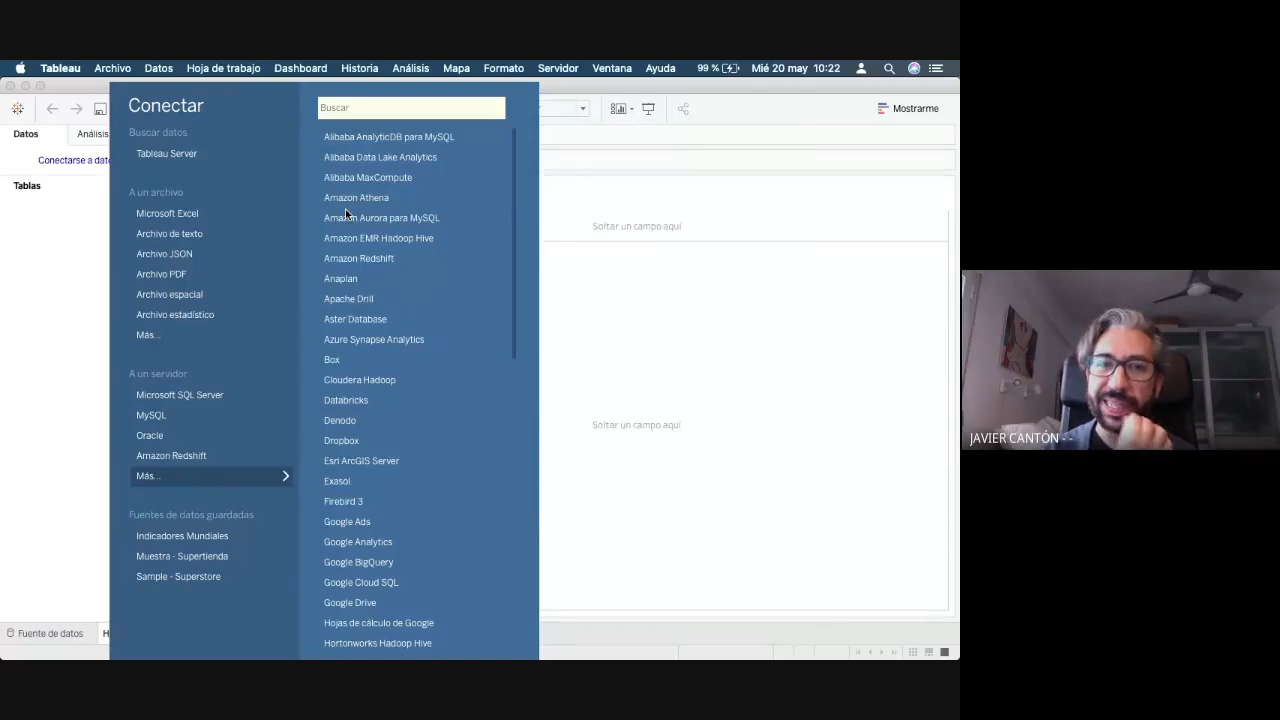 Tableau Archivo Datos Hoja de trabajo Dashboard Historia Análisis Mapa Formato Servidor Ventana Ayuda 99 % Mié 20 may 10:22
Mostrarme
Datos Análisis
Conectarse a dato
Tablas
Conectar
Buscar datos
Tableau Server
A un archivo
Microsoft Excel
Archivo de texto
Archivo JSON
Archivo PDF
Archivo espacial
Archivo estadístico
Más...
A un servidor
Microsoft SQL Server
MySQL
Oracle
Amazon Redshift
Más...
Fuentes de datos guardadas
Indicadores Mundiales
Muestra - Supertienda
Sample - Superstore
Buscar
Alibaba AnalyticDB para MySQL
Alibaba Data Lake Analytics
Alibaba MaxCompute
Amazon Athena
Amazon Aurora para MySQL
Amazon EMR Hadoop Hive
Amazon Redshift
Anaplan
Apache Drill
Aster Database
Azure Synapse Analytics
Box
Cloudera Hadoop
Databricks
Denodo
Dropbox
Esri ArcGIS Server
Exasol
Firebird 3
Google Ads
Google Analytics
Google BigQuery
Google Cloud SQL
Google Drive
Hojas de cálculo de Google
Hortonworks Hadoop Hive
Soltar un campo aquí
Soltar un campo aquí
Fuente de datos H
JAVIER CANTÓN - -